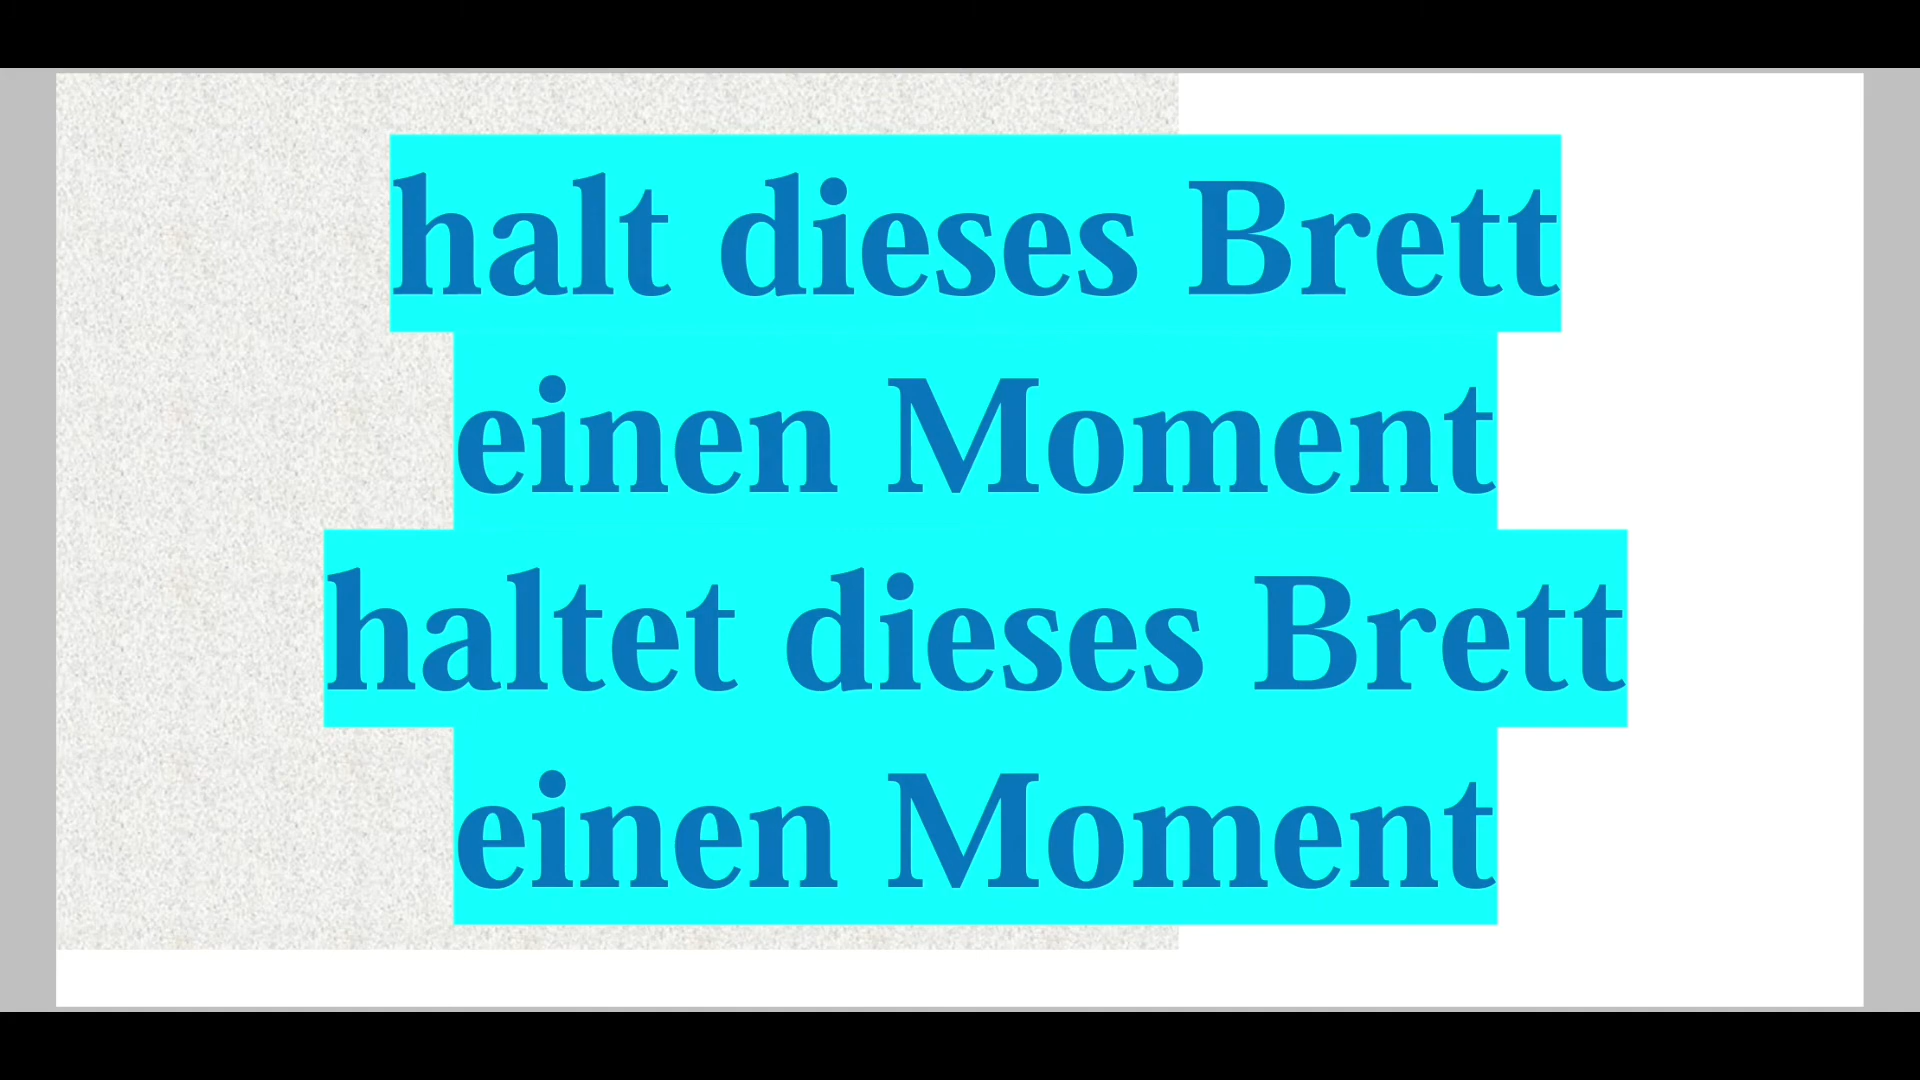 halt dieses Brett
einen Moment
haltet dieses Brett
einen Moment